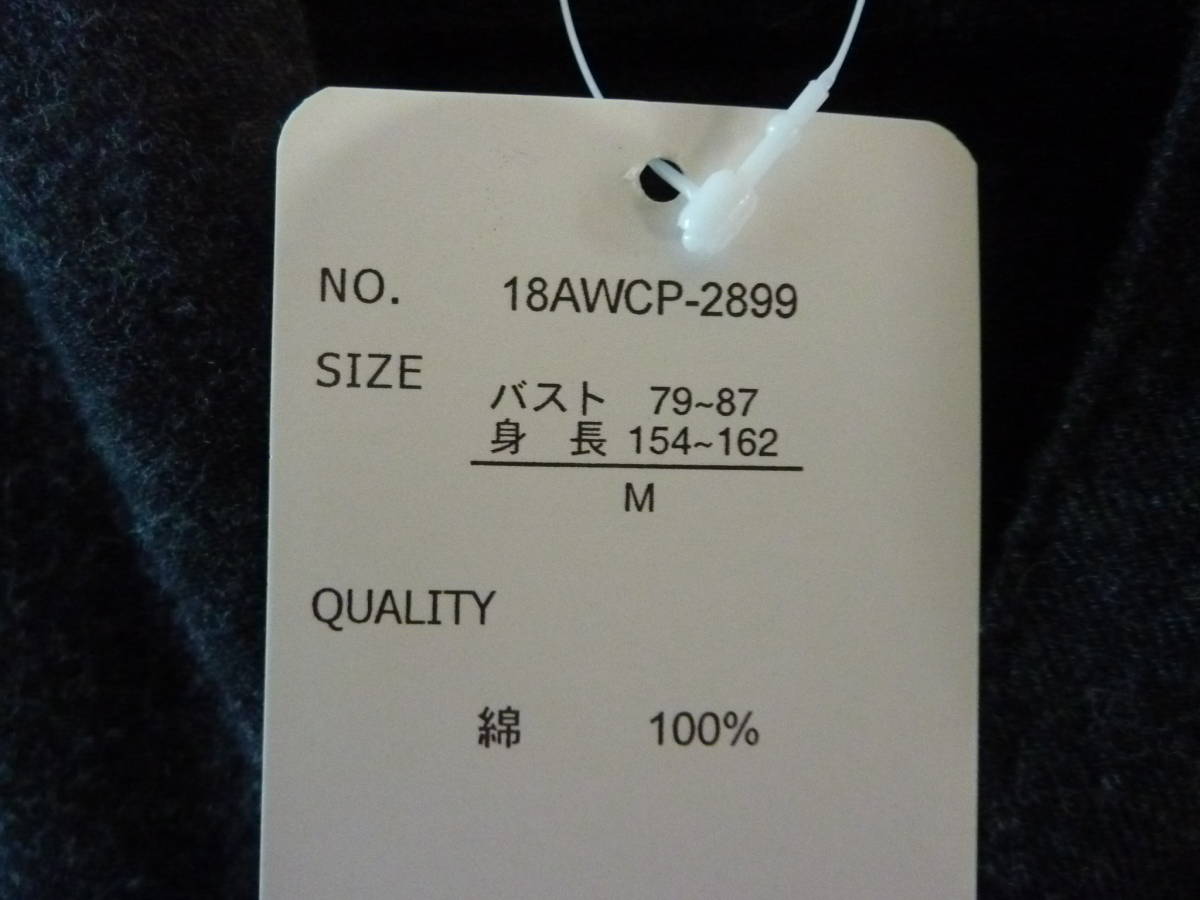 NO. 18AWCP-2899
SIZE
バスト 79~87
身 長 154~162
M
QUALITY
綿 100%